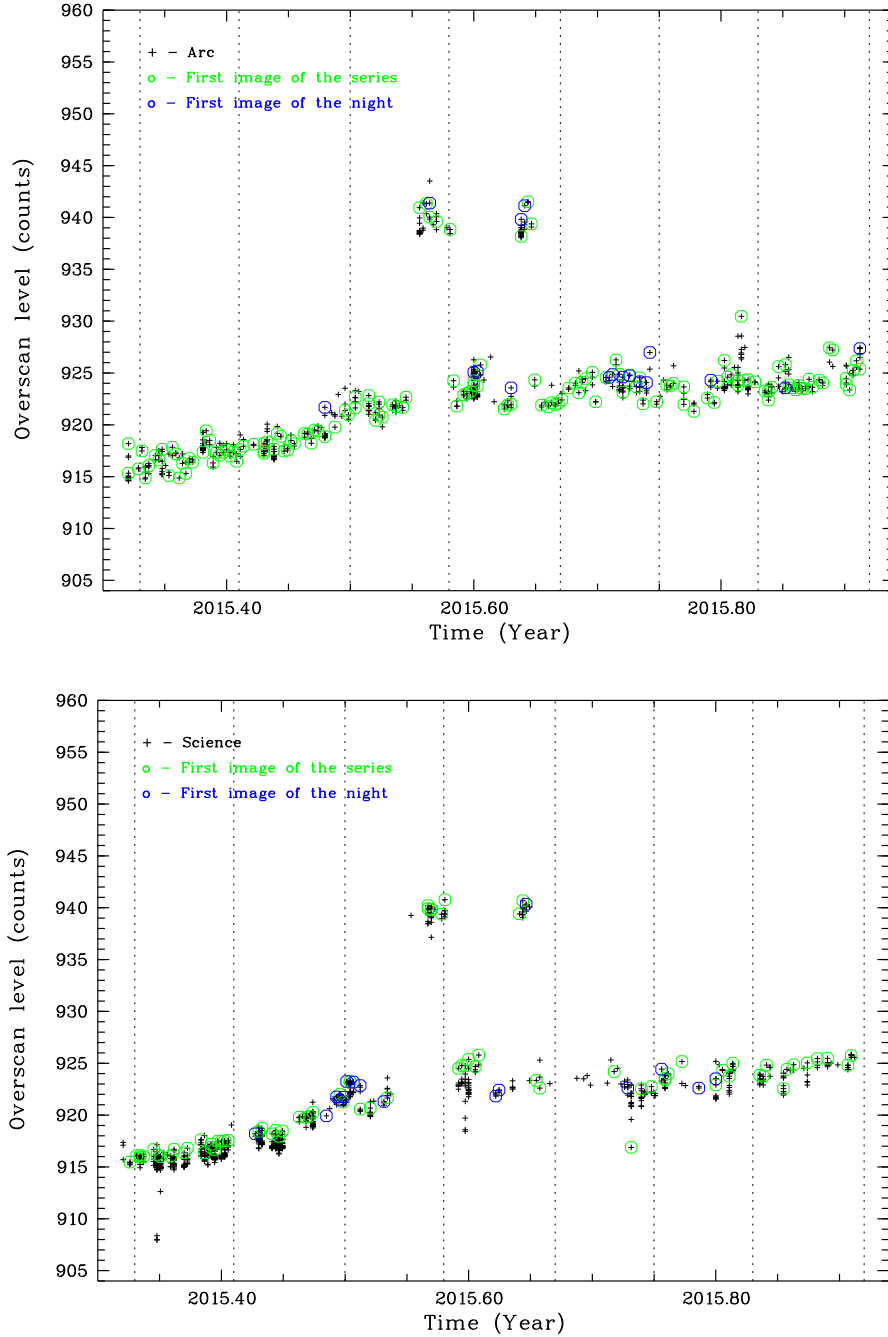 960
955
950
945
940
935
930
925
920
915
910
905
Overscan level (counts)
+ – Arc
o – First image of the series
o – First image of the night
2015.40 2015.60 2015.80
Time (Year)
960
955
950
945
940
935
930
925
920
915
910
905
Overscan level (counts)
+ – Science
o – First image of the series
o – First image of the night
2015.40 2015.60 2015.80
Time (Year)